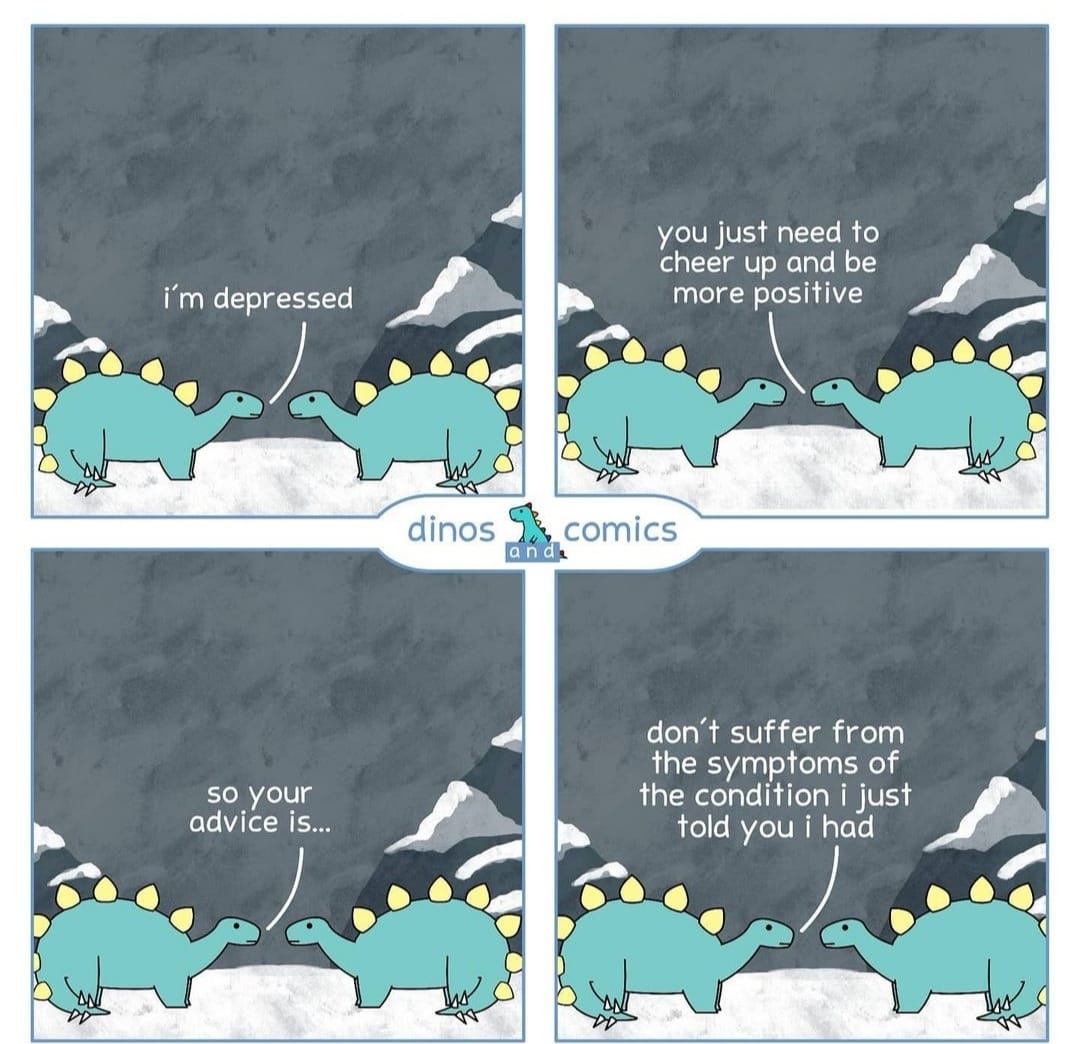 i´m depressed
you just need to
cheer up and be
more positive
dinos and comics
so your
advice is...
don´t suffer from
the symptoms of
the condition i just
told you i had